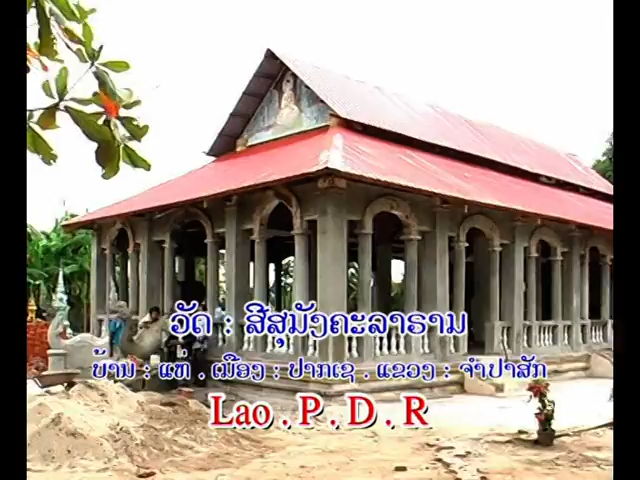 ວັດ : ສີສຸມັງຄະລາຣາມ
ບ້ານ : ແຫ່ . ເມືອງ : ປາກເຊ . ແຂວງ : ຈຳປາສັກ
Lao . P . D . R